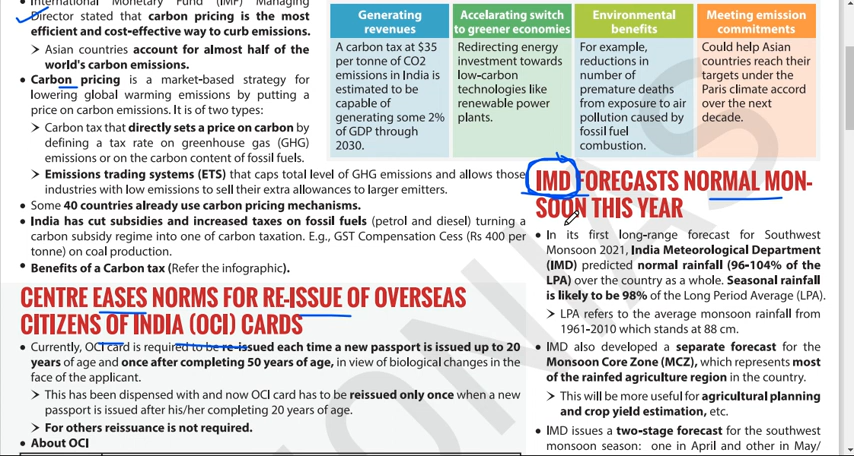 International Monetary Fund (IMF) Managing
Director stated that carbon pricing is the most
efficient and cost-effective way to curb emissions.
➤ Asian countries account for almost half of the
world's carbon emissions.
• Carbon pricing is a market-based strategy for
lowering global warming emissions by putting a
price on carbon emissions. It is of two types:
➤ Carbon tax that directly sets a price on carbon by
defining a tax rate on greenhouse gas (GHG)
emissions or on the carbon content of fossil fuels.
➤ Emissions trading systems (ETS) that caps total level of GHG emissions and allows those
industries with low emissions to sell their extra allowances to larger emitters.
• Some 40 countries already use carbon pricing mechanisms.
• India has cut subsidies and increased taxes on fossil fuels (petrol and diesel) turning a
carbon subsidy regime into one of carbon taxation. E.g., GST Compensation Cess (Rs 400 per
tonne) on coal production.
• Benefits of a Carbon tax (Refer the infographic).
Generating
revenues
A carbon tax at $35
per tonne of CO2
emissions in India is
estimated to be
capable of
generating some 2%
of GDP through
2030.
Accelarating switch
to greener economies
Redirecting energy
investment towards
low-carbon
technologies like
renewable power
plants.
Environmental
benefits
For example,
reductions in
number of
premature deaths
from exposure to air
pollution caused by
fossil fuel
combustion.
Meeting emission
commitments
Could help Asian
countries reach their
targets under the
Paris climate accord
over the next
decade.
CENTRE EASES NORMS FOR RE-ISSUE OF OVERSEAS
CITIZENS OF INDIA (OCI) CARDS
• Currently, OCI card is required to be re-issued each time a new passport is issued up to 20
years of age and once after completing 50 years of age, in view of biological changes in the
face of the applicant.
➤ This has been dispensed with and now OCI card has to be reissued only once when a new
passport is issued after his/her completing 20 years of age.
➤ For others reissuance is not required.
• About OCI
IMD FORECASTS NORMAL MON-
SOON THIS YEAR
• In its first long-range forecast for Southwest
Monsoon 2021, India Meteorological Department
(IMD) predicted normal rainfall (96-104% of the
LPA) over the country as a whole. Seasonal rainfall
is likely to be 98% of the Long Period Average (LPA).
➤ LPA refers to the average monsoon rainfall from
1961-2010 which stands at 88 cm.
• IMD also developed a separate forecast for the
Monsoon Core Zone (MCZ), which represents most
of the rainfed agriculture region in the country.
➤ This will be more useful for agricultural planning
and crop yield estimation, etc.
• IMD issues a two-stage forecast for the southwest
monsoon season: one in April and other in May/